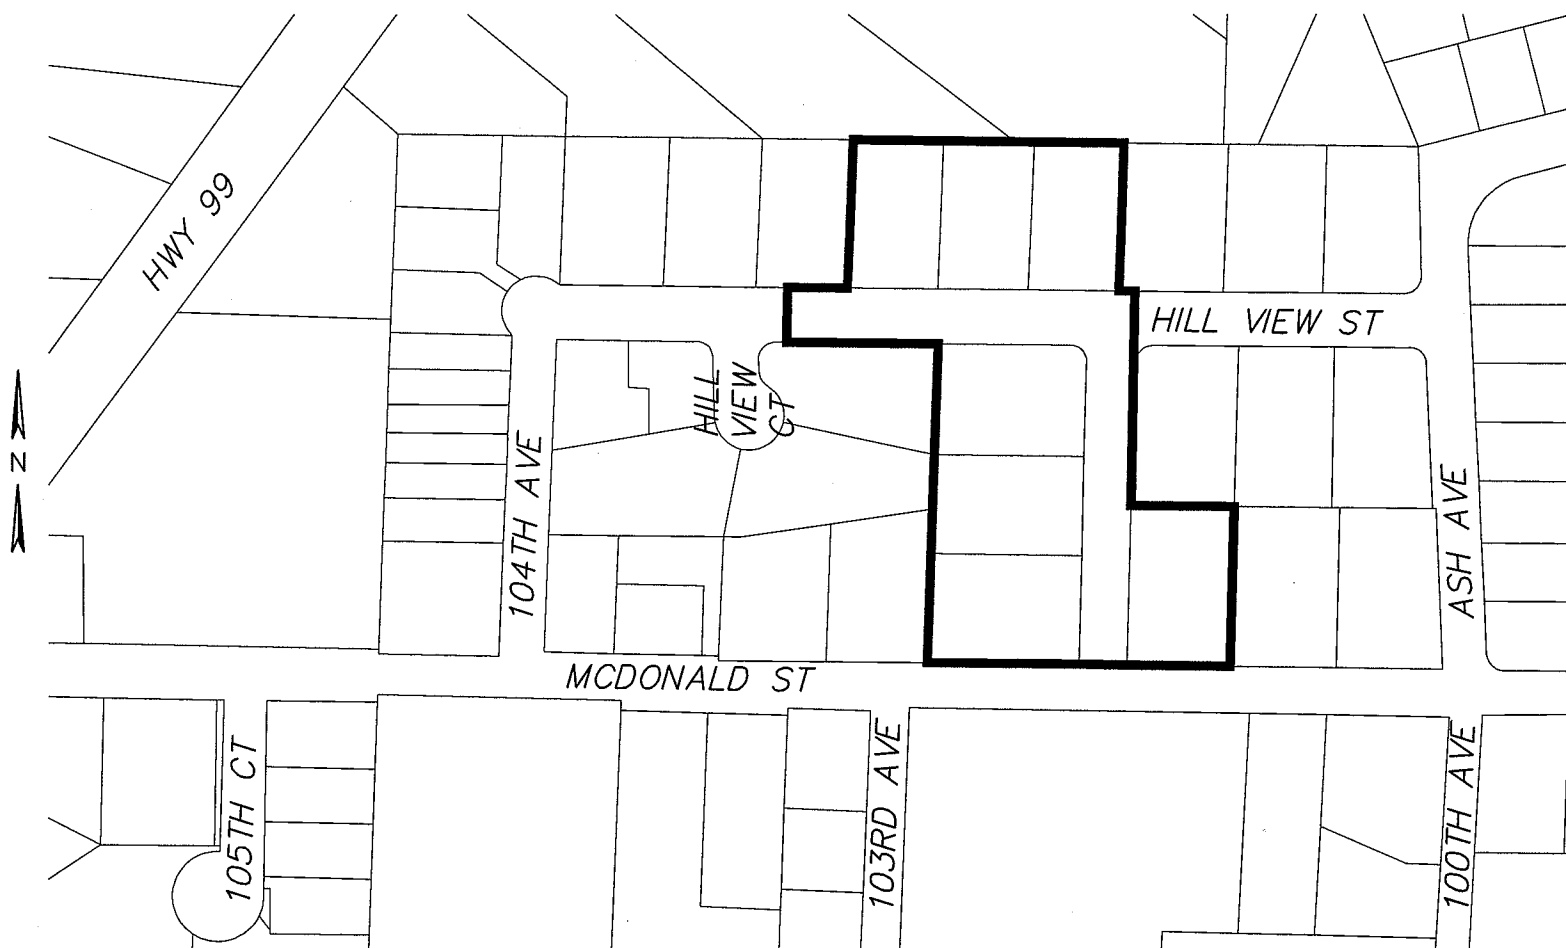 HWY 99
HILL VIEW ST
HILL
VIEW
CT
N
104TH AVE
ASH AVE
MCDONALD ST
105TH CT
103RD AVE
100TH AVE